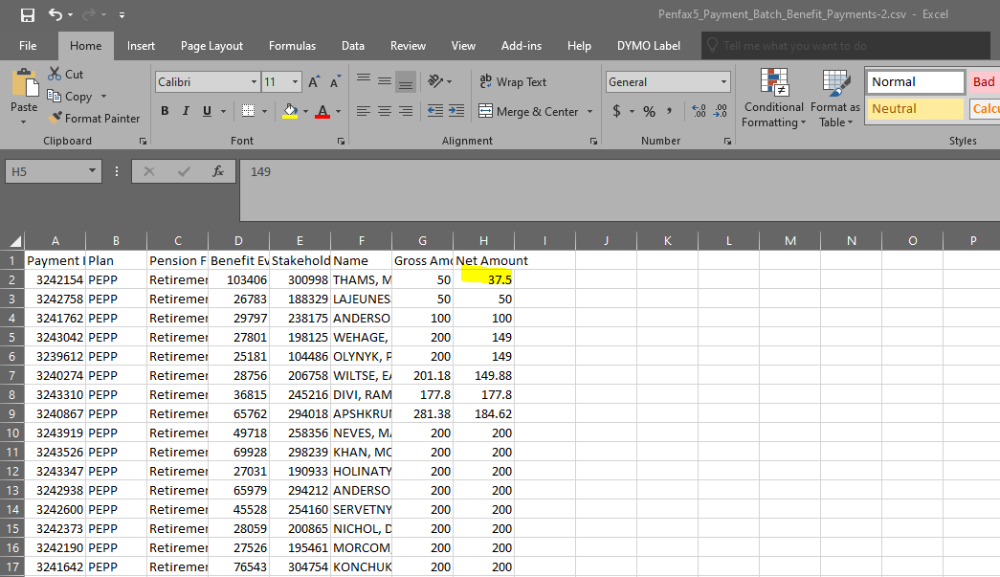 Penfax5_Payment_Batch_Benefit_Payments-2.csv - Excel
File Home Insert Page Layout Formulas Data Review View Add-ins Help DYMO Label Tell me what you want to do
Paste Cut Copy Format Painter
Clipboard
Calibri 11 A A
B I U A
Font
ab Wrap Text
Merge & Center
Alignment
General
$ % , .00 .00
Number
Conditional Formatting Format as Table
Normal Bad
Neutral Calc
Styles
H5 fx 149
A B C D E F G H I J K L M N O P
1 Payment I Plan Pension F Benefit Ev Stakehold Name Gross Amo Net Amount
2 3242154 PEPP Retiremer 103406 300998 THAMS, M 50 37.5
3 3242758 PEPP Retiremer 26783 188329 LAJEUNES 50 50
4 3241762 PEPP Retiremer 29797 238175 ANDERSO 100 100
5 3243042 PEPP Retiremer 27801 198125 WEHAGE, 200 149
6 3239612 PEPP Retiremer 25181 104486 OLYNYK, P 200 149
7 3240274 PEPP Retiremer 28756 206758 WILTSE, EA 201.18 149.88
8 3243310 PEPP Retiremer 36815 245216 DIVI, RAM 177.8 177.8
9 3240867 PEPP Retiremer 65762 294018 APSHKRUI 281.38 184.62
10 3243919 PEPP Retiremer 49718 258356 NEVES, MA 200 200
11 3243526 PEPP Retiremer 69928 298239 KHAN, MO 200 200
12 3243347 PEPP Retiremer 27031 190933 HOLINATY 200 200
13 3242938 PEPP Retiremer 65979 294212 ANDERSO 200 200
14 3242600 PEPP Retiremer 45528 254160 SERVETNY 200 200
15 3242373 PEPP Retiremer 28059 200865 NICHOL, D 200 200
16 3242190 PEPP Retiremer 27526 195461 MORCOM, 200 200
17 3241642 PEPP Retiremer 76543 304754 KONCHUK 200 200